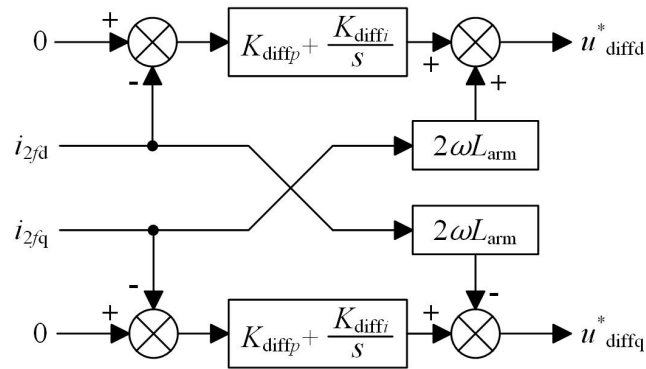 +
0
K_diffp + K_diffi/s
+
u*_diffd
-
+
i_2fd
2ωL_arm
i_2fq
2ωL_arm
-
-
+
0
K_diffp + K_diffi/s
+
u*_diffq